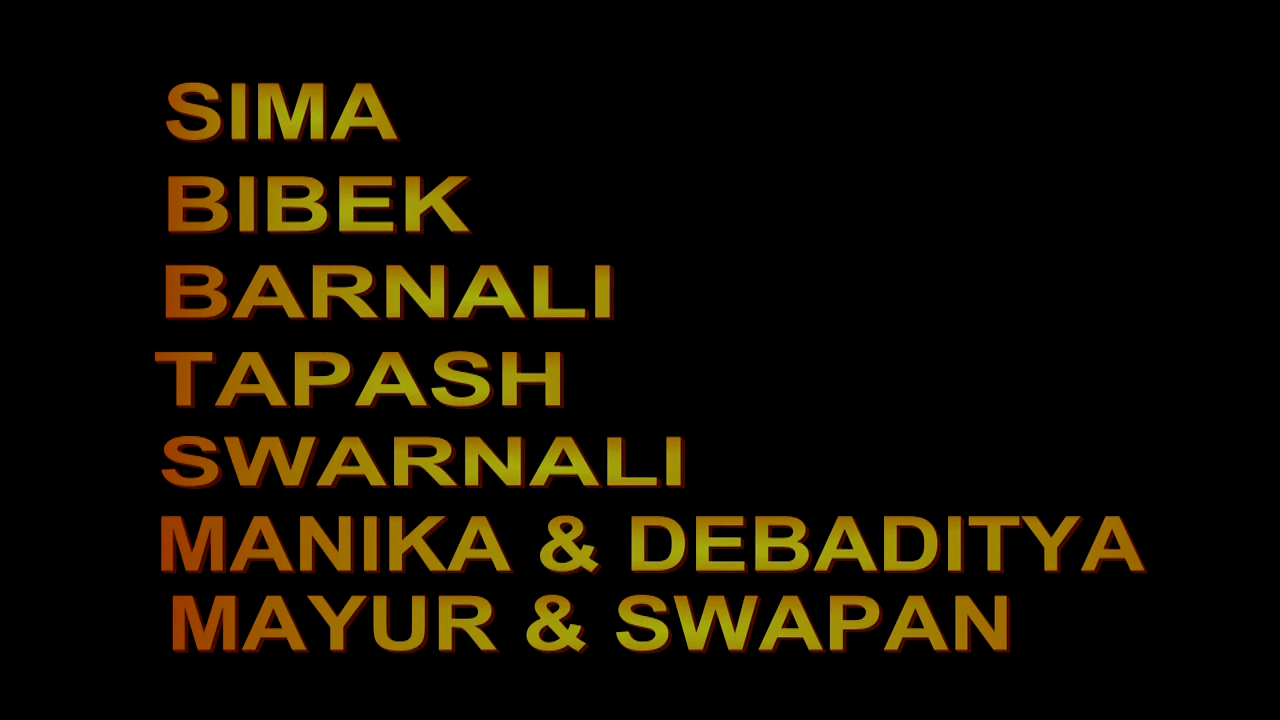 SIMA
BIBEK
BARNALI
TAPASH
SWARNALI
MANIKA & DEBADITYA
MAYUR & SWAPAN